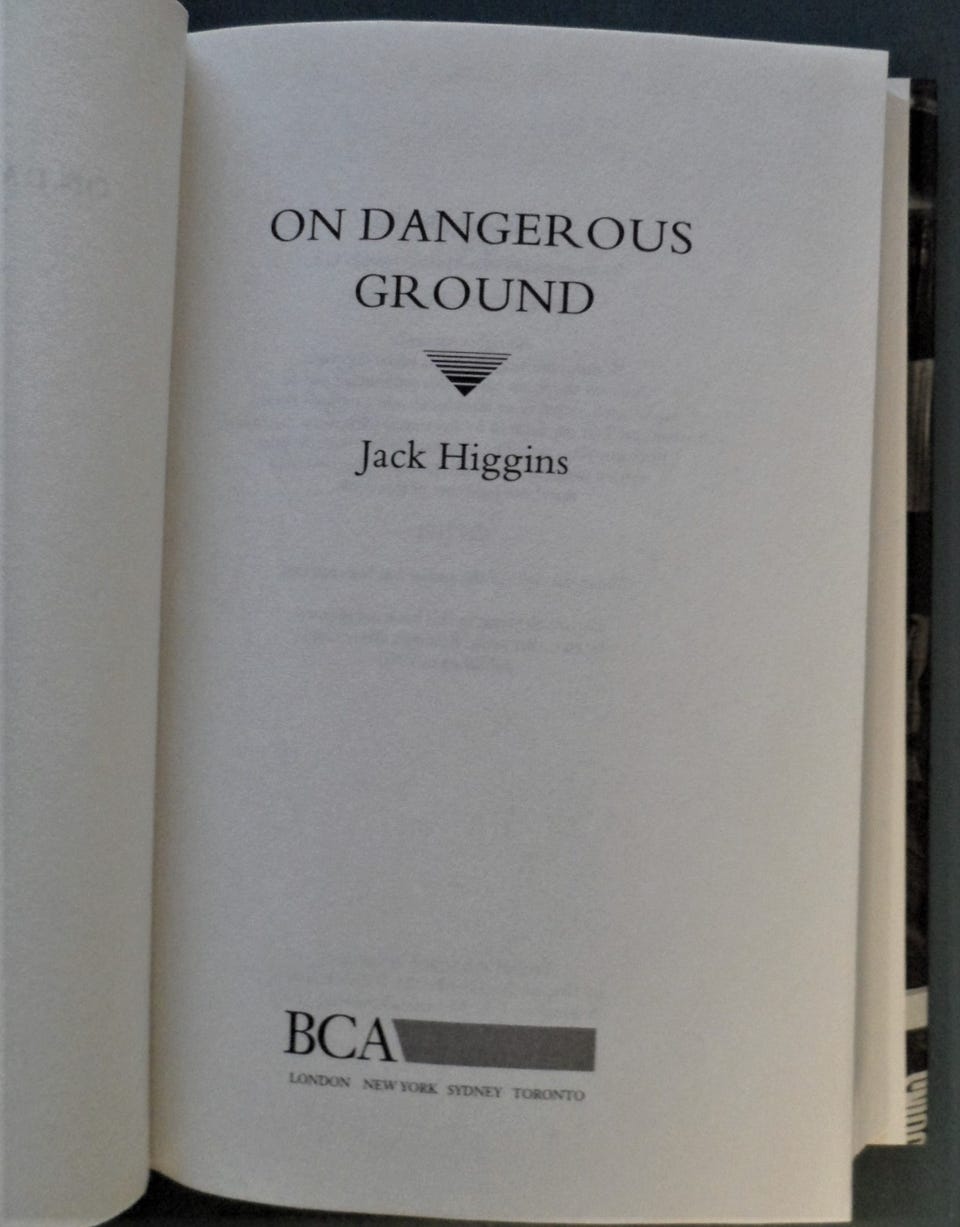 ON DANGEROUS
GROUND
Jack Higgins
BCA
LONDON NEW YORK SYDNEY TORONTO